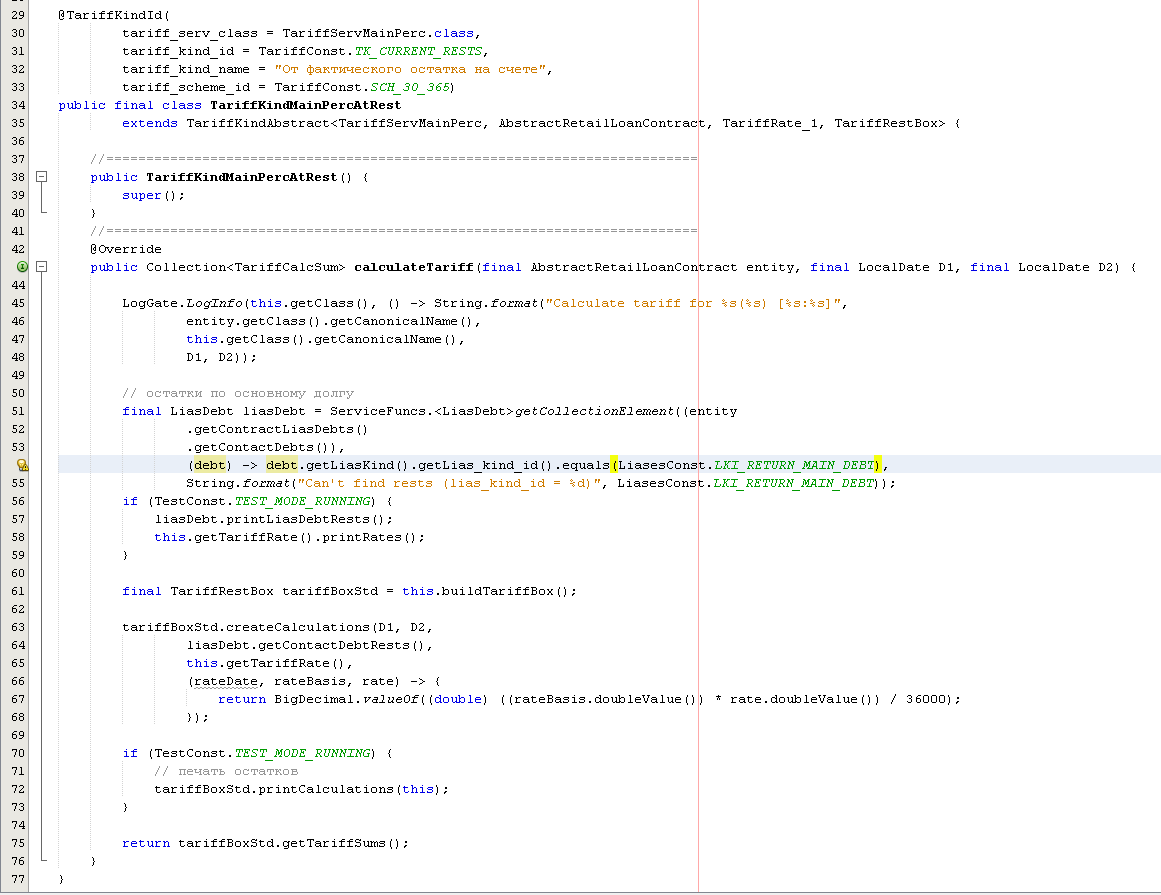 29 @TariffKindId(
30 tariff_serv_class = TariffServMainPerc.class,
31 tariff_kind_id = TariffConst.TK_CURRENT_RESTS,
32 tariff_kind_name = "От фактического остатка на счете",
33 tariff_scheme_id = TariffConst.SCH_30_365)
34 public final class TariffKindMainPercAtRest
35 extends TariffKindAbstract<TariffServMainPerc, AbstractRetailLoanContract, TariffRate_1, TariffRestBox> {
36
37 //==========================================================================
38 public TariffKindMainPercAtRest() {
39 super();
40 }
41 //==========================================================================
42 @Override
public Collection<TariffCalcSum> calculateTariff(final AbstractRetailLoanContract entity, final LocalDate D1, final LocalDate D2) {
44
45 LogGate.LogInfo(this.getClass(), () -> String.format("Calculate tariff for %s(%s) [%s:%s]",
46 entity.getClass().getCanonicalName(),
47 this.getClass().getCanonicalName(),
48 D1, D2));
49
50 // остатки по основному долгу
51 final LiasDebt liasDebt = ServiceFuncs.<LiasDebt>getCollectionElement((entity
52 .getContractLiasDebts()
53 .getContactDebts()),
(debt) -> debt.getLiasKind().getLias_kind_id().equals(LiasesConst.LKI_RETURN_MAIN_DEBT),
55 String.format("Can't find rests (lias_kind_id = %d)", LiasesConst.LKI_RETURN_MAIN_DEBT));
56 if (TestConst.TEST_MODE_RUNNING) {
57 liasDebt.printLiasDebtRests();
58 this.getTariffRate().printRates();
59 }
60
61 final TariffRestBox tariffBoxStd = this.buildTariffBox();
62
63 tariffBoxStd.createCalculations(D1, D2,
64 liasDebt.getContactDebtRests(),
65 this.getTariffRate(),
66 (rateDate, rateBasis, rate) -> {
67 return BigDecimal.valueOf((double) ((rateBasis.doubleValue()) * rate.doubleValue()) / 36000);
68 });
69
70 if (TestConst.TEST_MODE_RUNNING) {
71 // печать остатков
72 tariffBoxStd.printCalculations(this);
73 }
74
75 return tariffBoxStd.getTariffSums();
76 }
77 }